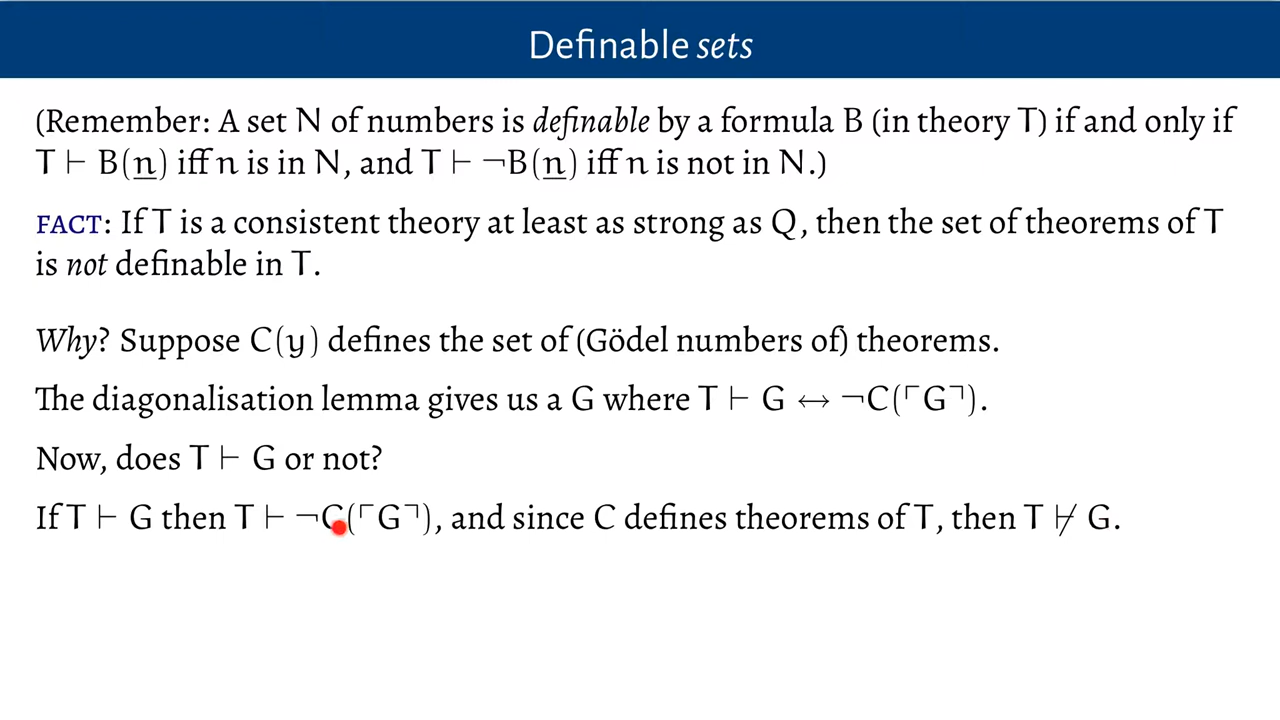 Definable sets
(Remember: A set N of numbers is definable by a formula B (in theory T) if and only if
T ⊢ B(n̲) iff n is in N, and T ⊢ ¬B(n̲) iff n is not in N.)
FACT: If T is a consistent theory at least as strong as Q, then the set of theorems of T
is not definable in T.
Why? Suppose C(y) defines the set of (Gödel numbers of) theorems.
The diagonalisation lemma gives us a G where T ⊢ G ↔ ¬C(⌜G⌝).
Now, does T ⊢ G or not?
If T ⊢ G then T ⊢ ¬C(⌜G⌝), and since C defines theorems of T, then T ⊬ G.